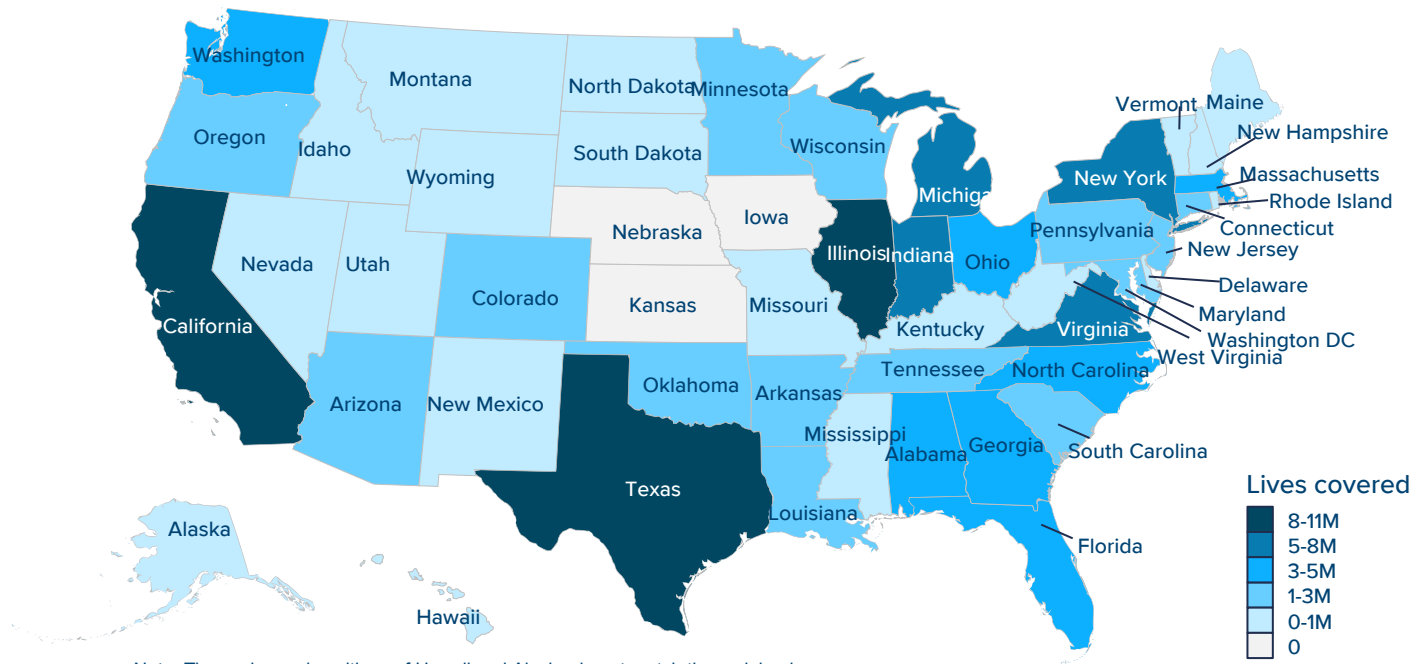 Washington
Montana
North Dakota
Minnesota
Vermont
Maine
New Hampshire
Oregon
Idaho
South Dakota
Wisconsin
Wyoming
Michiga
New York
Massachusetts
Rhode Island
Iowa
Nebraska
Pennsylvania
Connecticut
New Jersey
Nevada
Utah
Illinois
Indiana
Ohio
Colorado
Kansas
Missouri
Delaware
Maryland
California
Kentucky
Virginia
Washington DC
West Virginia
Tennessee
North Carolina
Arizona
New Mexico
Oklahoma
Arkansas
Mississippi
Alabama
Georgia
South Carolina
Texas
Louisiana
Alaska
Florida
Hawaii
Lives covered
8-11M
5-8M
3-5M
1-3M
0-1M
0